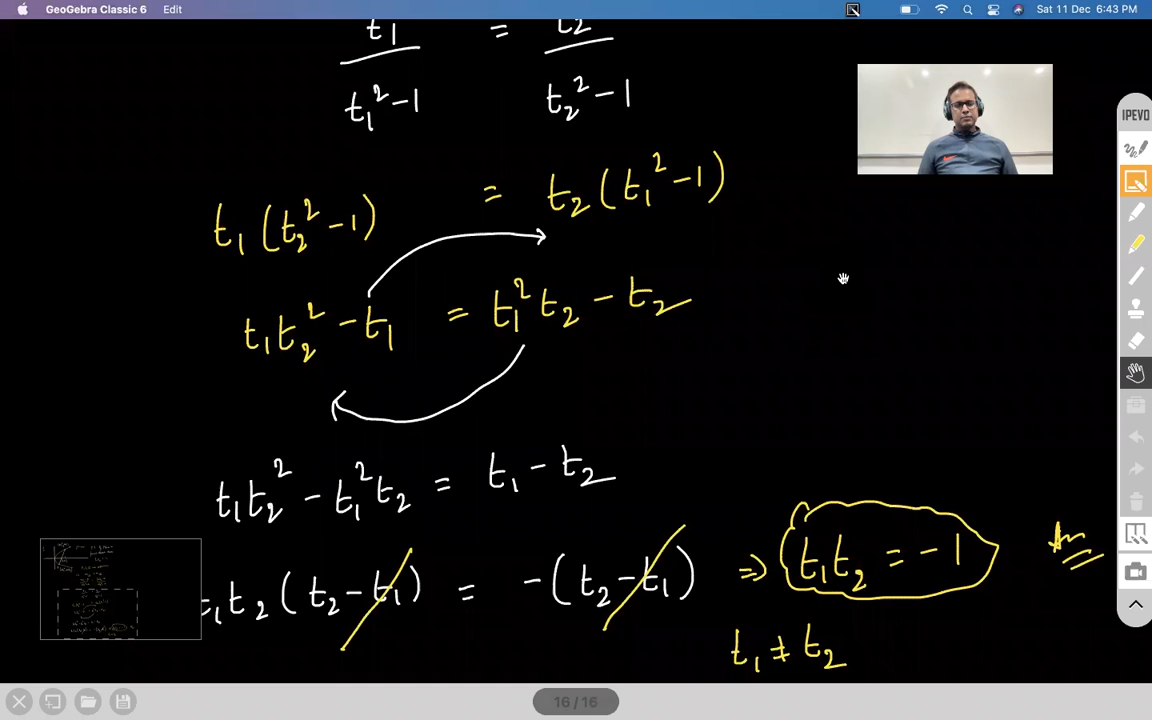 GeoGebra Classic 6 Edit Sat 11 Dec 6:43 PM
t1 = t2
t1² − 1 t2² − 1
IPEVO
t1(t2² − 1) = t2(t1² − 1)
t1t2² − t1 = t1²t2 − t2
t1t2² − t1²t2 = t1 − t2
t1t2(t2 − t1) = −(t2 − t1) ⇒ t1t2 = −1 An
t1 ≠ t2
16 / 16